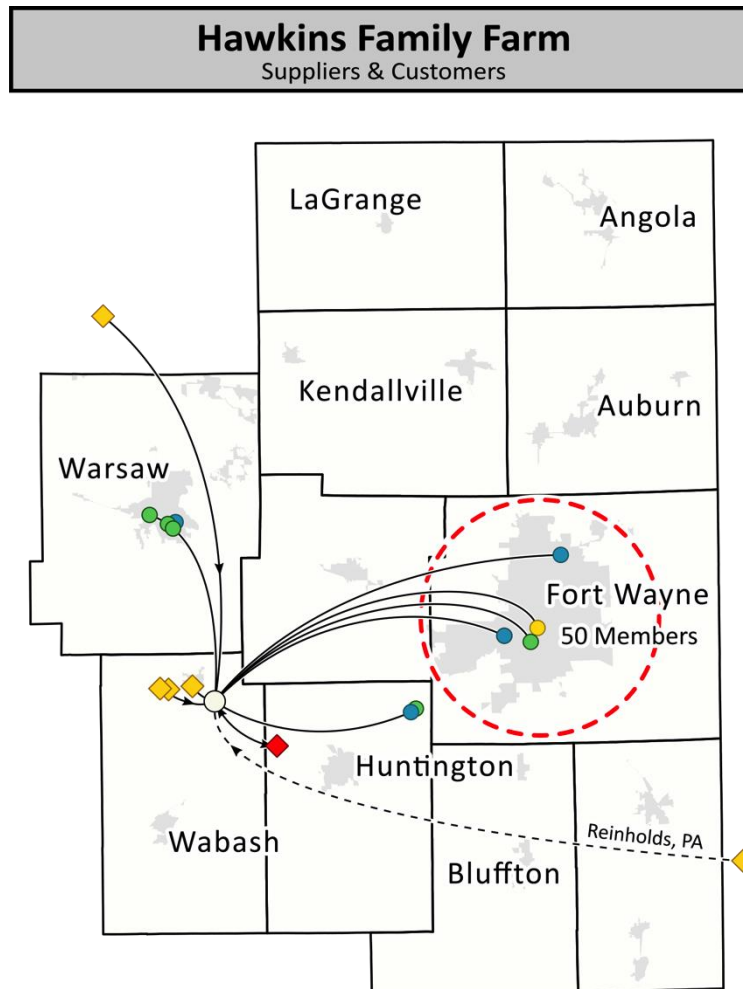 Hawkins Family Farm
Suppliers & Customers
LaGrange
Angola
Kendallville
Auburn
Warsaw
Fort Wayne
50 Members
Huntington
Wabash
Reinholds, PA
Bluffton